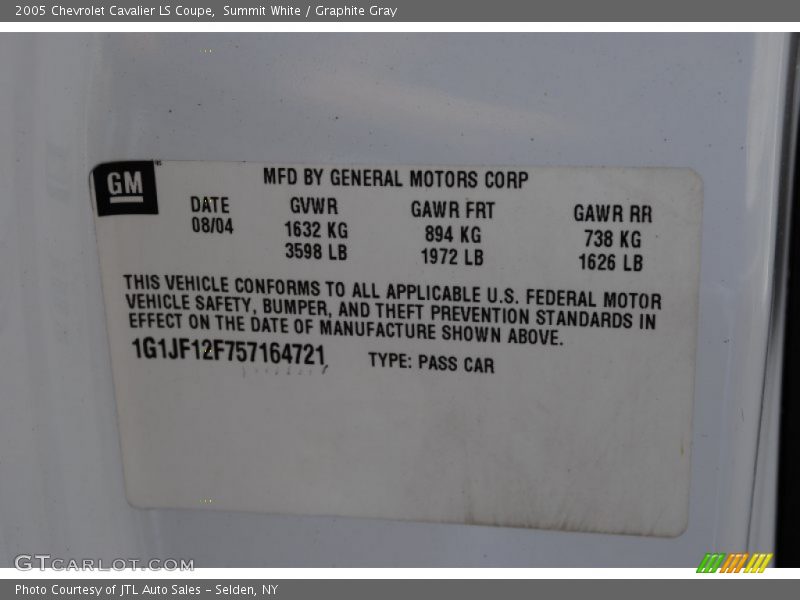 2005 Chevrolet Cavalier LS Coupe,  Summit White / Graphite Gray
GM
MFD BY GENERAL MOTORS CORP
DATE GVWR GAWR FRT GAWR RR
08/04 1632 KG 894 KG 738 KG
3598 LB 1972 LB 1626 LB
THIS VEHICLE CONFORMS TO ALL APPLICABLE U.S. FEDERAL MOTOR
VEHICLE SAFETY, BUMPER, AND THEFT PREVENTION STANDARDS IN
EFFECT ON THE DATE OF MANUFACTURE SHOWN ABOVE.
1G1JF12F757164721 TYPE: PASS CAR
GTCarLot.com
Photo Courtesy of JTL Auto Sales - Selden, NY